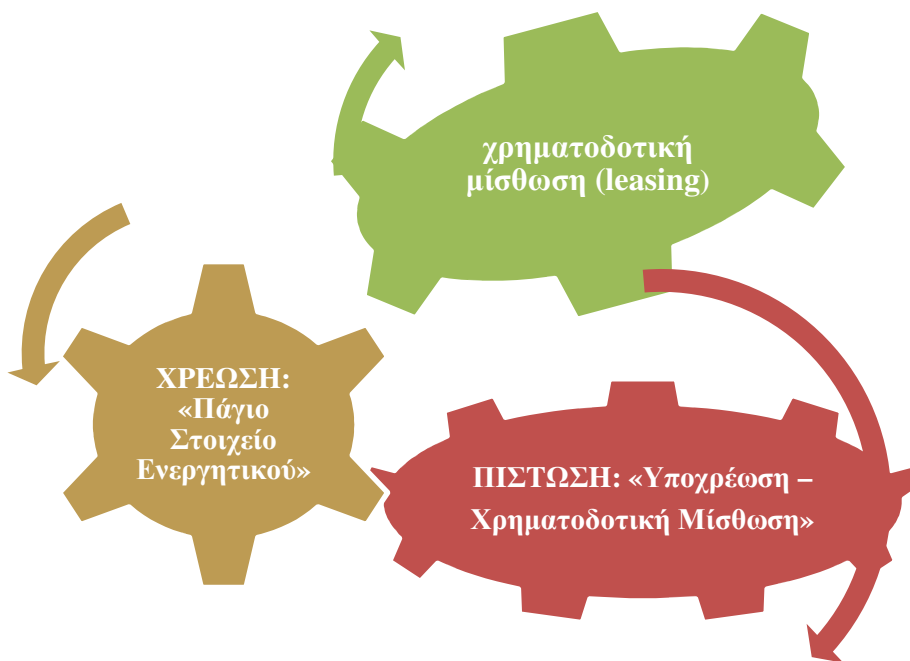 χρηματοδοτική
μίσθωση (leasing)
ΧΡΕΩΣΗ:
«Πάγιο
Στοιχείο
Ενεργητικού»
ΠΙΣΤΩΣΗ: «Υποχρέωση –
Χρηματοδοτική Μίσθωση»